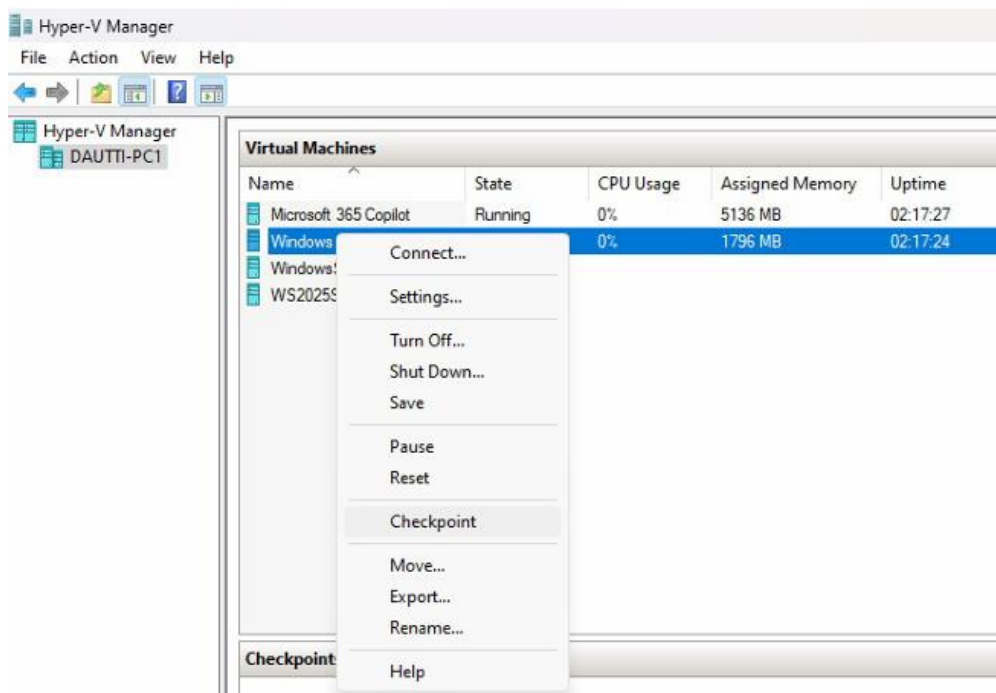 Hyper-V Manager
File Action View Help
Hyper-V Manager
DAUTTI-PC1
Virtual Machines
Name State CPU Usage Assigned Memory Uptime
Microsoft 365 Copilot Running 0% 5136 MB 02:17:27
Windows 0% 1796 MB 02:17:24
Windows
WS2025S
Connect...
Settings...
Turn Off...
Shut Down...
Save
Pause
Reset
Checkpoint
Move...
Export...
Rename...
Help
Checkpoint